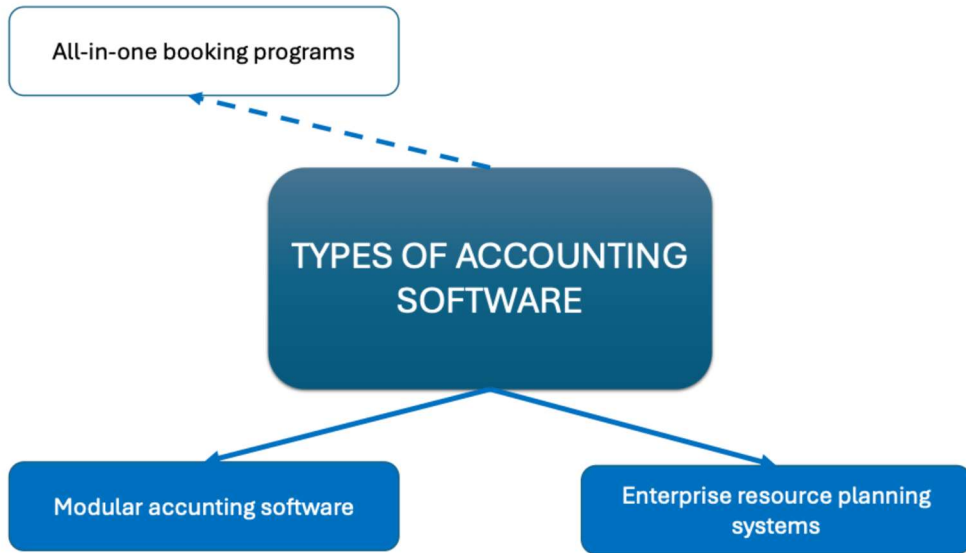 All-in-one booking programs
TYPES OF ACCOUNTING
SOFTWARE
Modular accunting software
Enterprise resource planning
systems